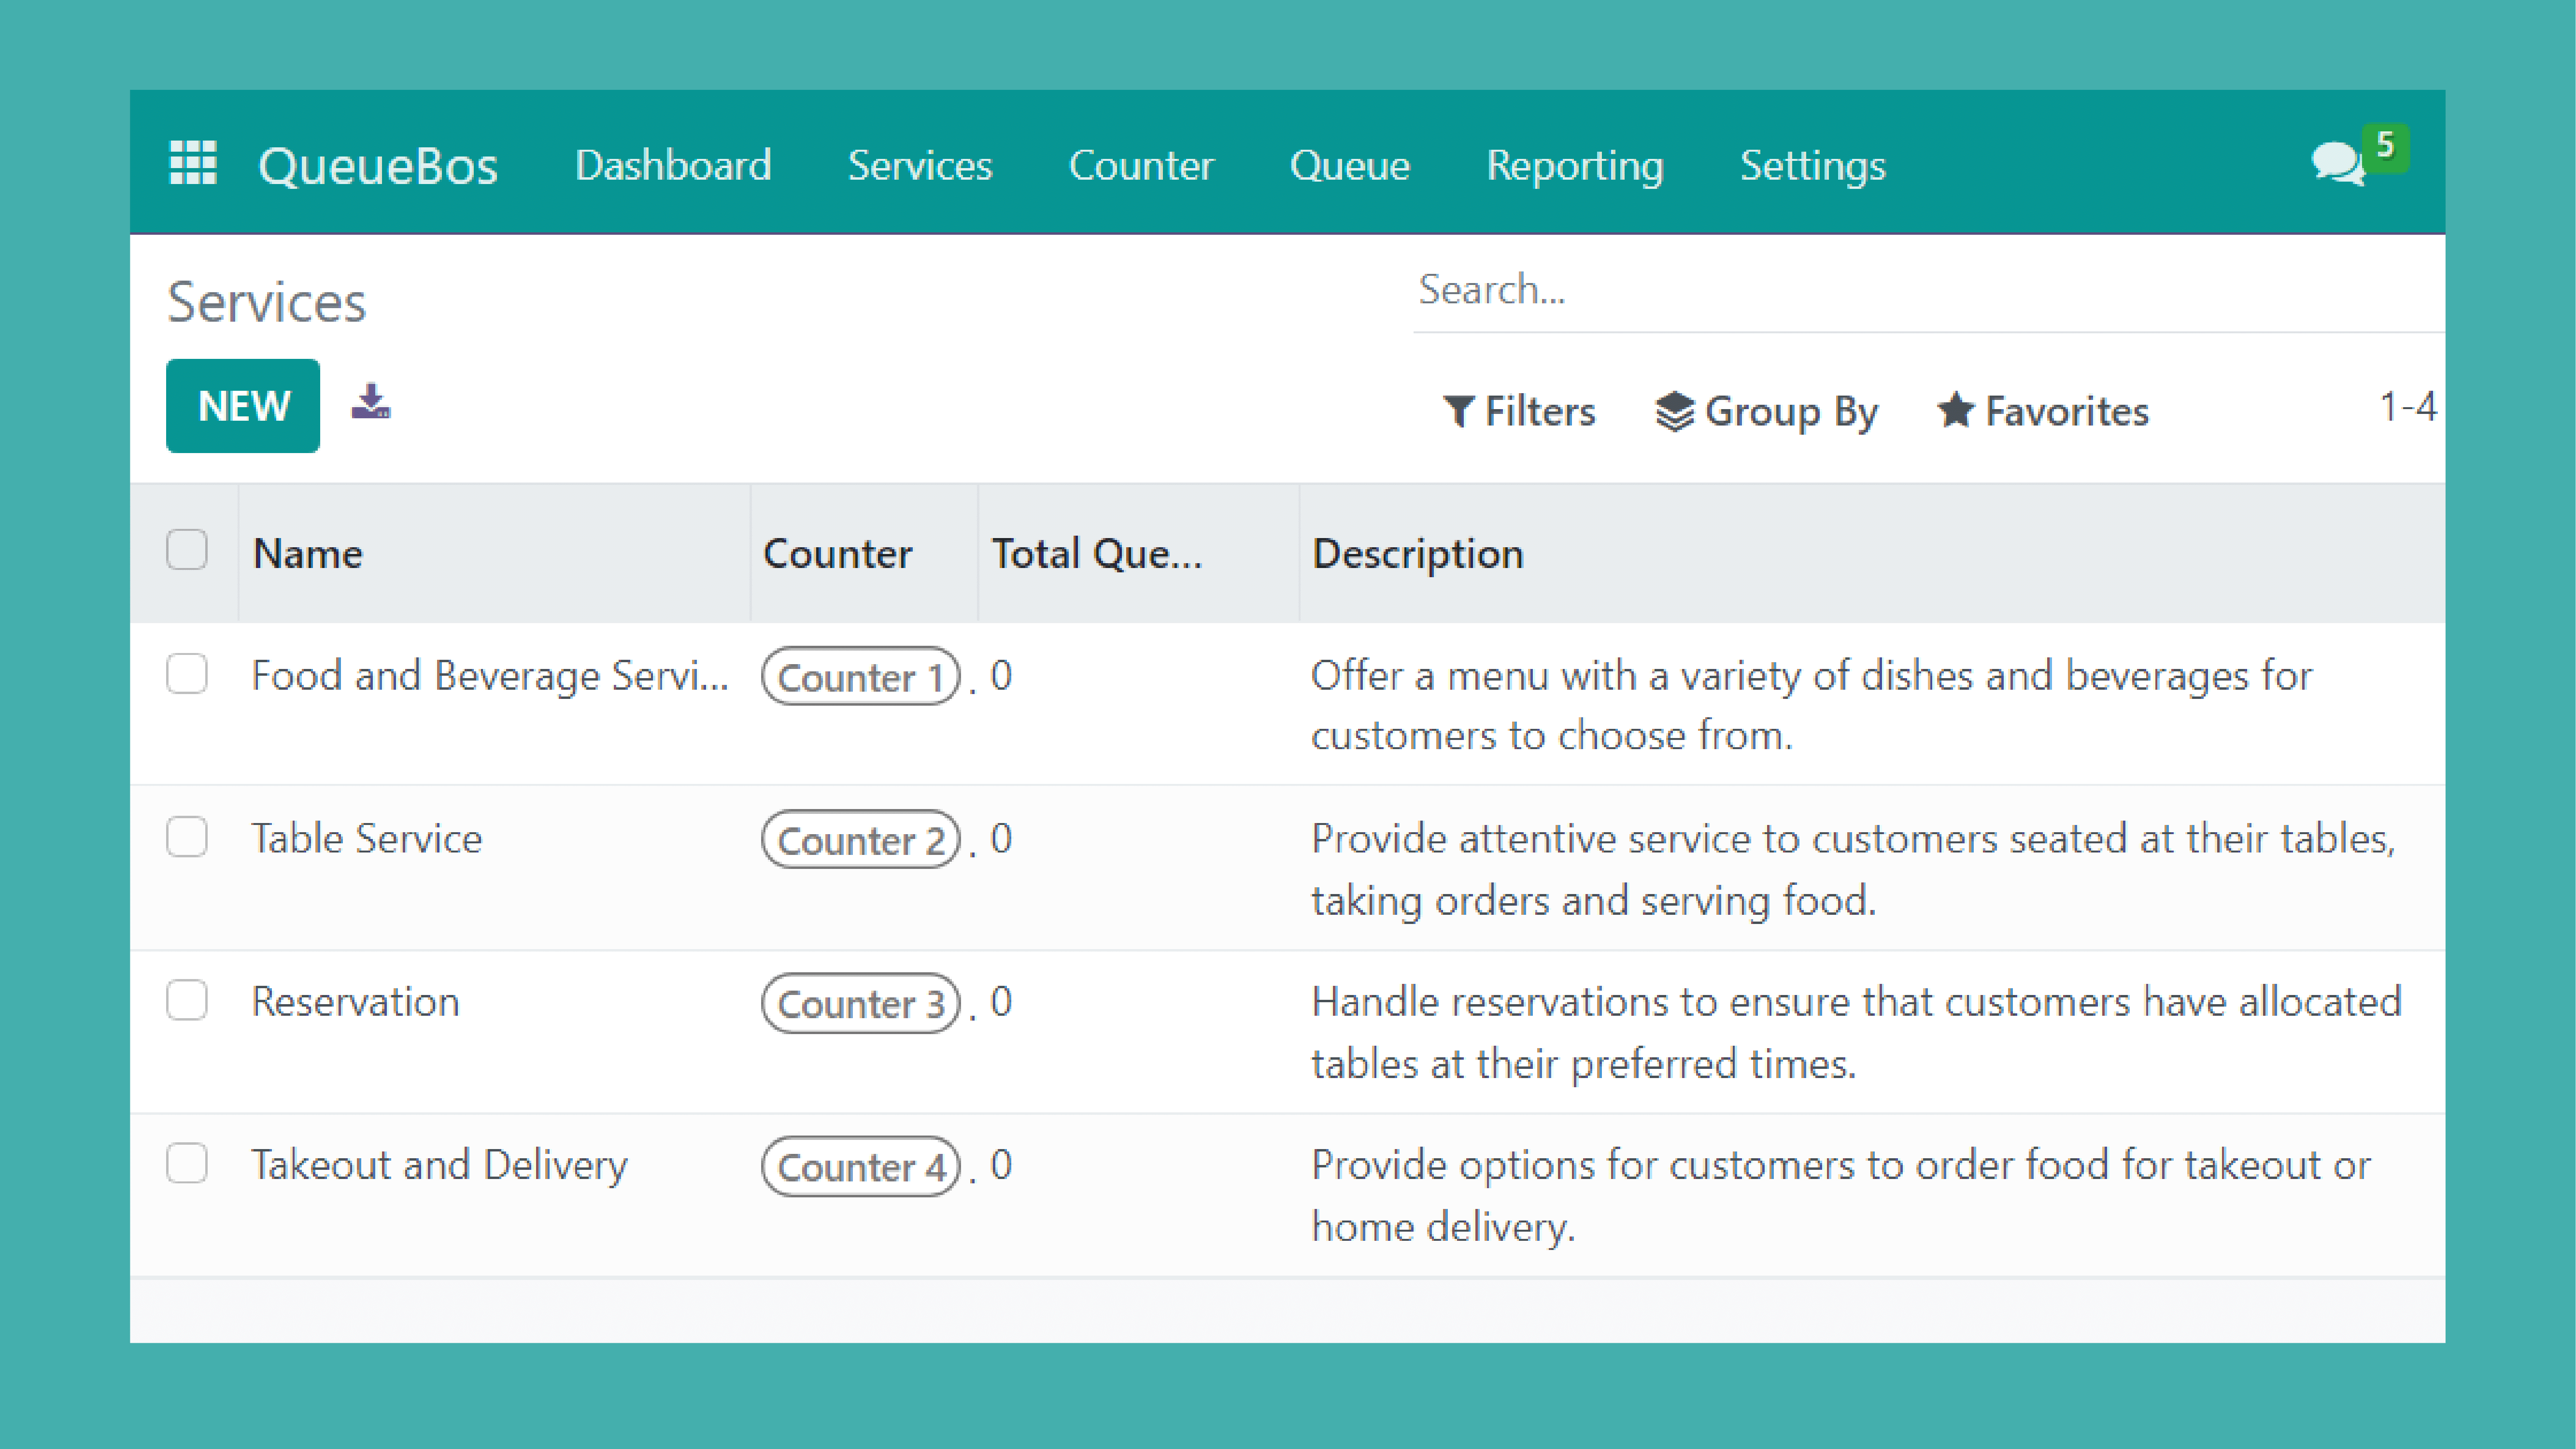 QueueBos Dashboard Services Counter Queue Reporting Settings 5
Services
Search...
NEW
Filters Group By Favorites 1-4
Name Counter Total Que... Description
Food and Beverage Servi... Counter 1 . 0 Offer a menu with a variety of dishes and beverages for
customers to choose from.
Table Service Counter 2 . 0 Provide attentive service to customers seated at their tables,
taking orders and serving food.
Reservation Counter 3 . 0 Handle reservations to ensure that customers have allocated
tables at their preferred times.
Takeout and Delivery Counter 4 . 0 Provide options for customers to order food for takeout or
home delivery.